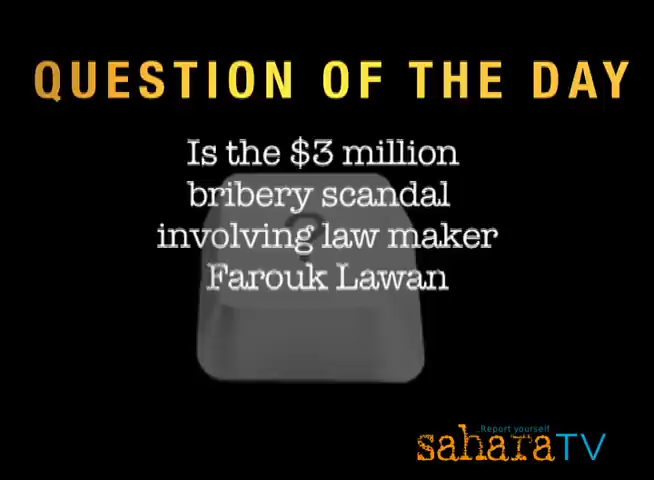 QUESTION OF THE DAY
Is the $3 million
bribery scandal
involving law maker
Farouk Lawan
?
Report yourself
saharaTV